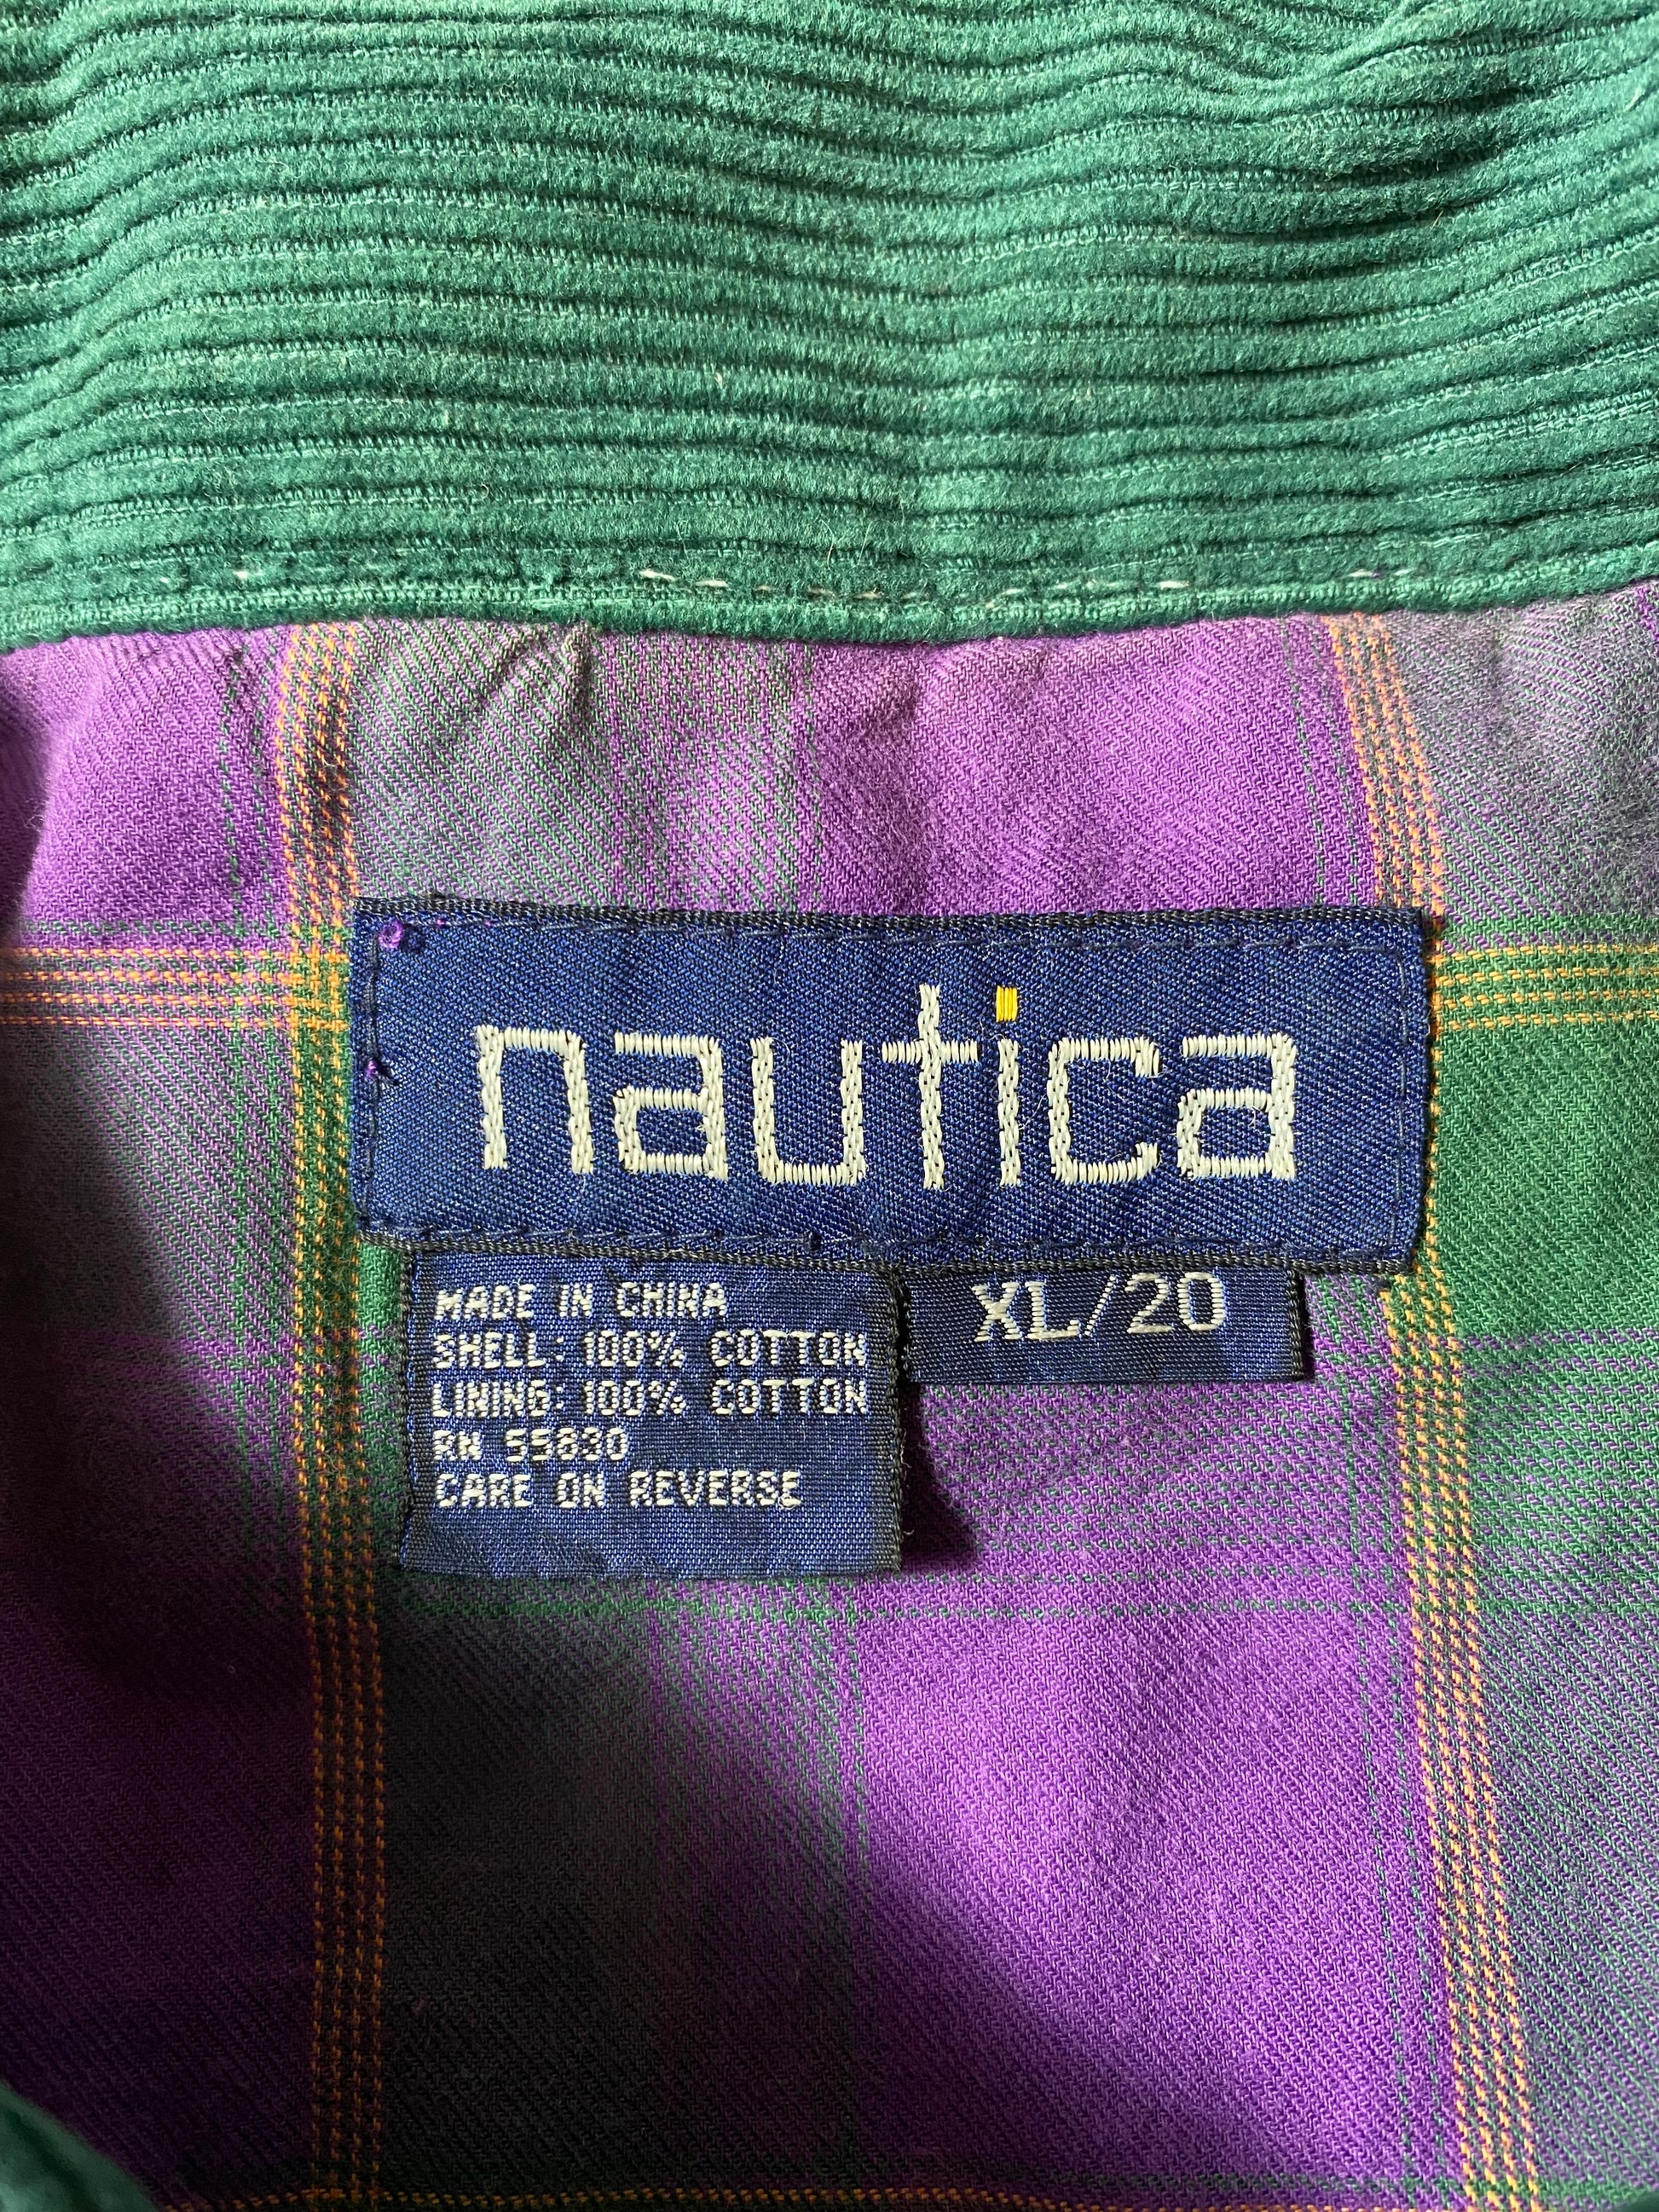 nautica
MADE IN CHINA
SHELL: 100% COTTON
LINING: 100% COTTON
RN 55830
CARE ON REVERSE
XL/20